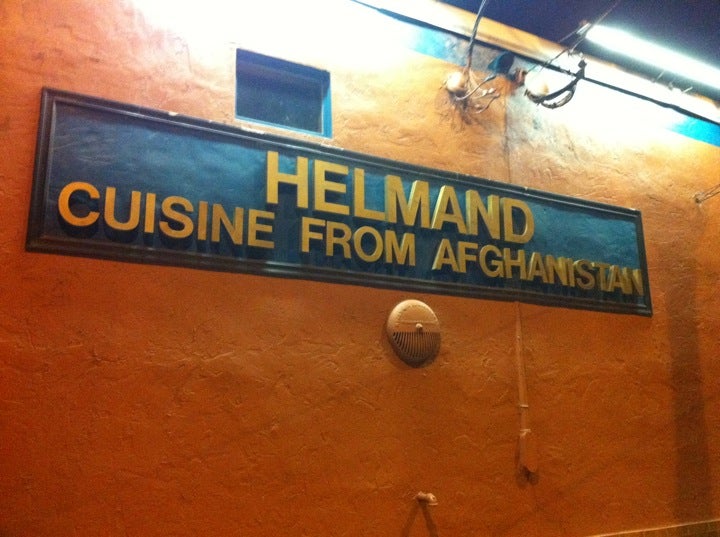 HELMAND
CUISINE FROM AFGHANISTAN